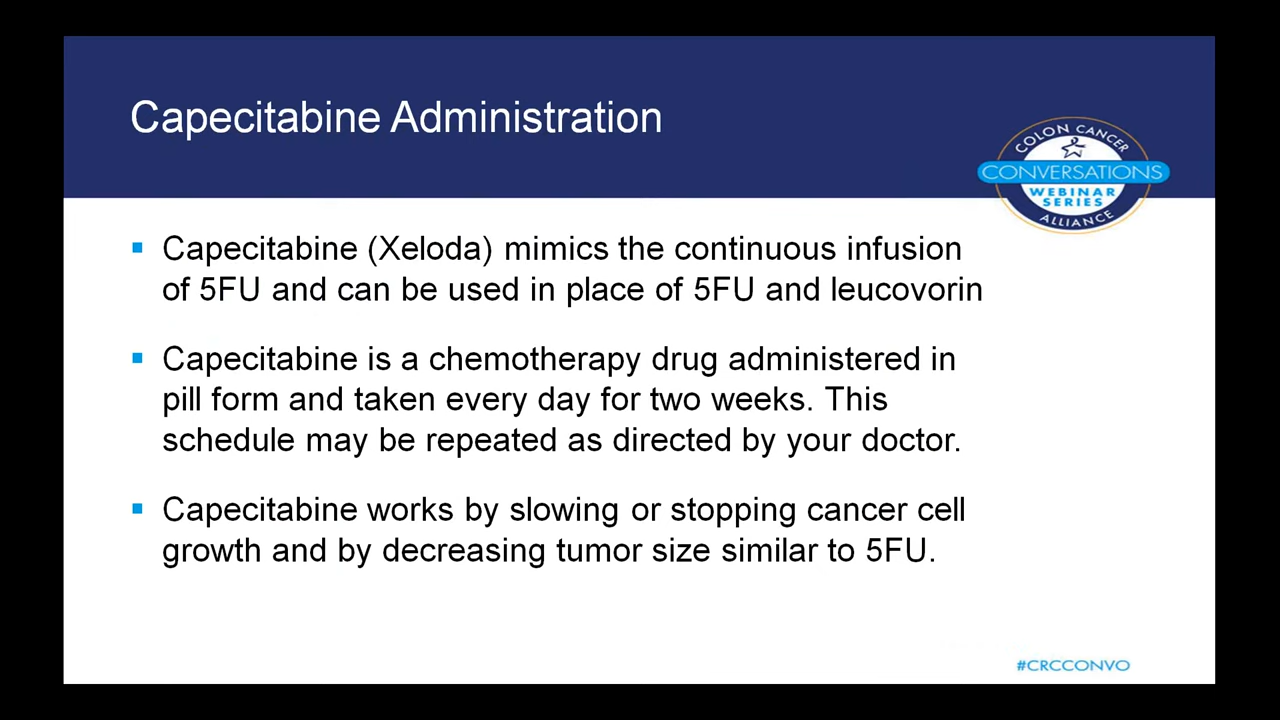 Capecitabine Administration
COLON CANCER
CONVERSATIONS
WEBINAR
SERIES
ALLIANCE
▪ Capecitabine (Xeloda) mimics the continuous infusion
of 5FU and can be used in place of 5FU and leucovorin
▪ Capecitabine is a chemotherapy drug administered in
pill form and taken every day for two weeks. This
schedule may be repeated as directed by your doctor.
▪ Capecitabine works by slowing or stopping cancer cell
growth and by decreasing tumor size similar to 5FU.
#CRCCONVO